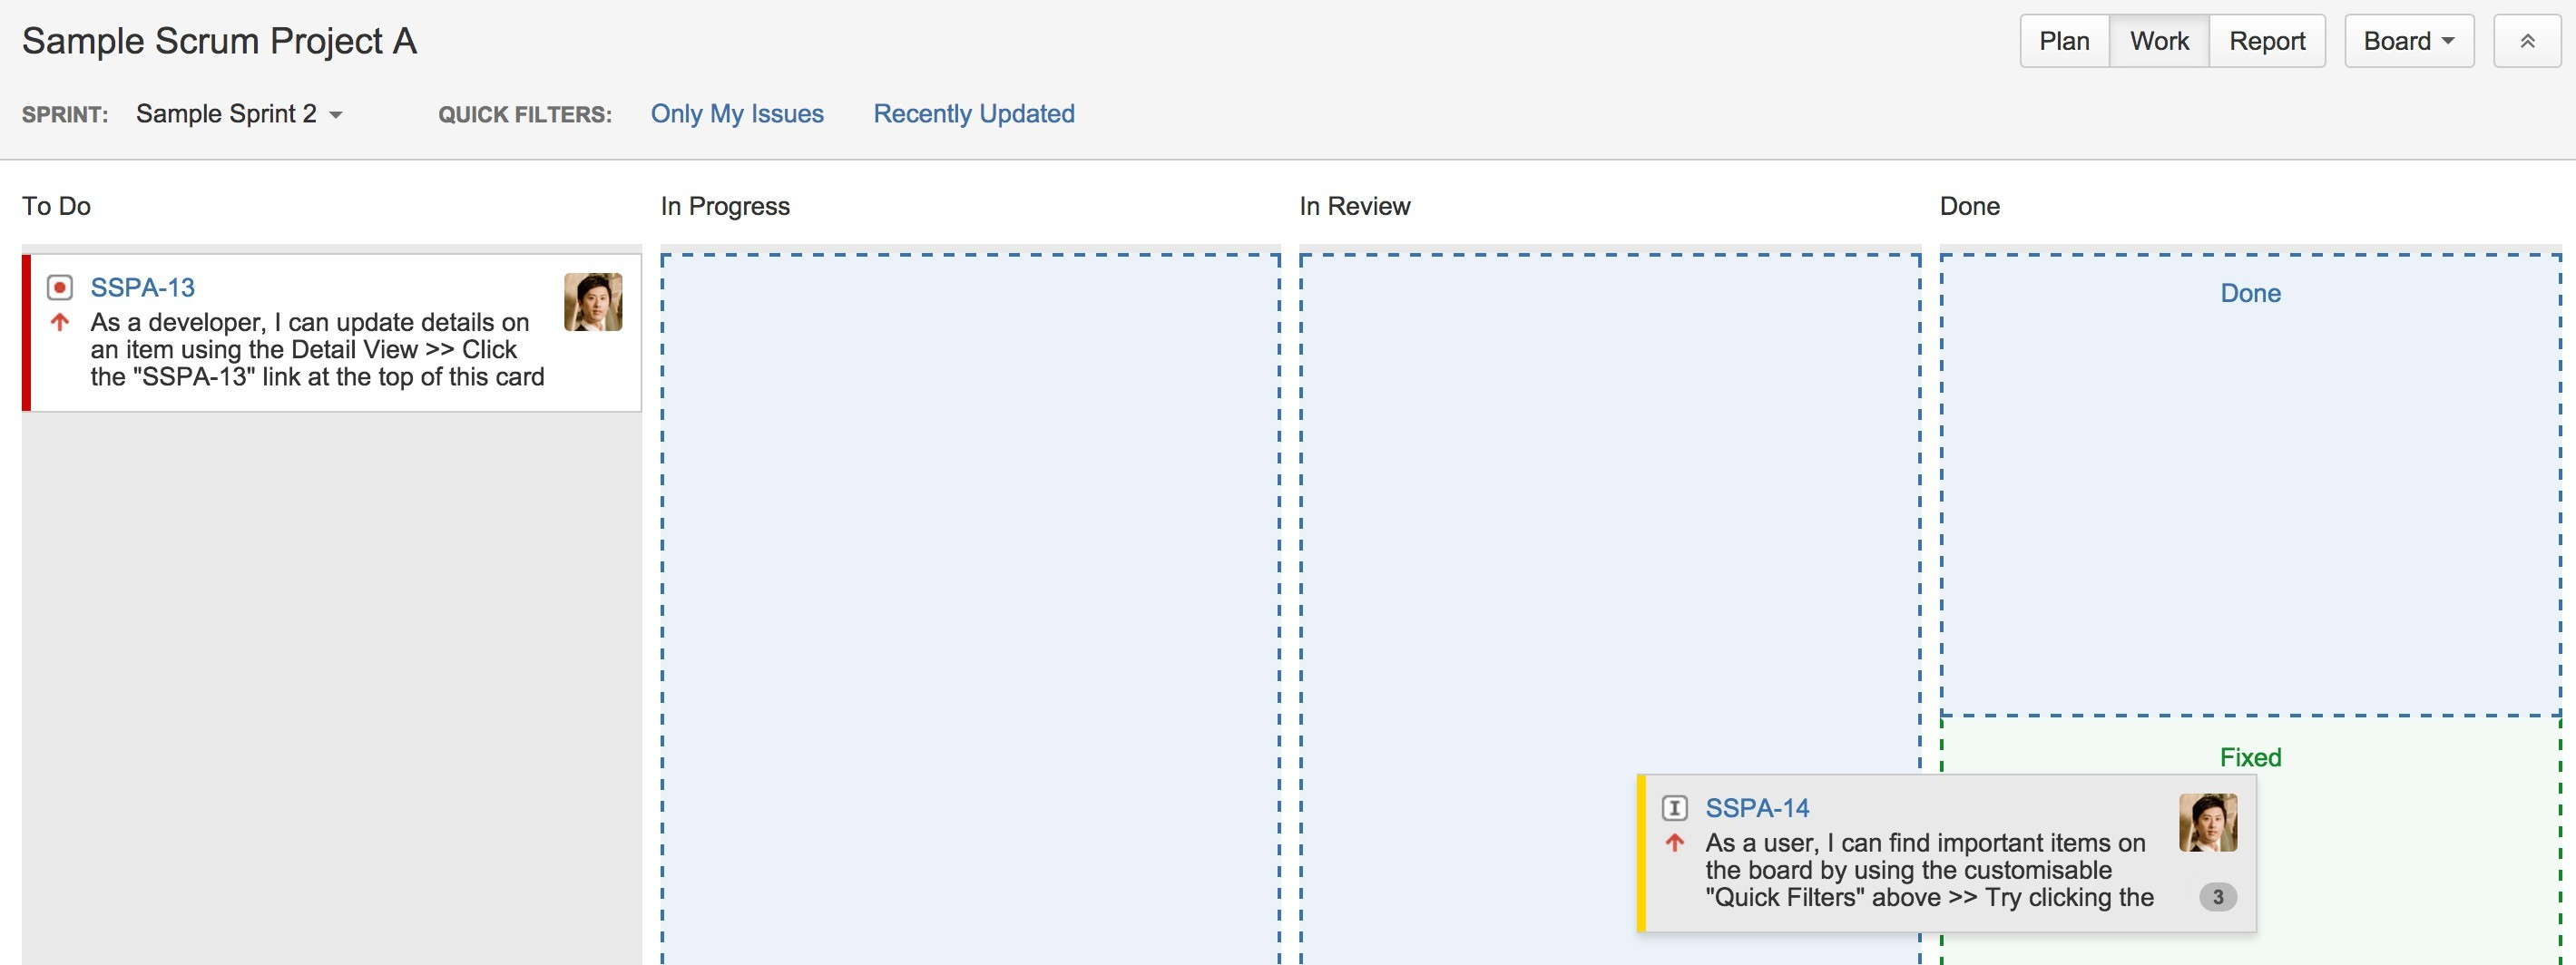 Sample Scrum Project A
Plan Work Report Board
SPRINT: Sample Sprint 2 QUICK FILTERS: Only My Issues Recently Updated
To Do In Progress In Review Done
SSPA-13
As a developer, I can update details on
an item using the Detail View >> Click
the "SSPA-13" link at the top of this card
Done
Fixed
SSPA-14
As a user, I can find important items on
the board by using the customisable
"Quick Filters" above >> Try clicking the
3